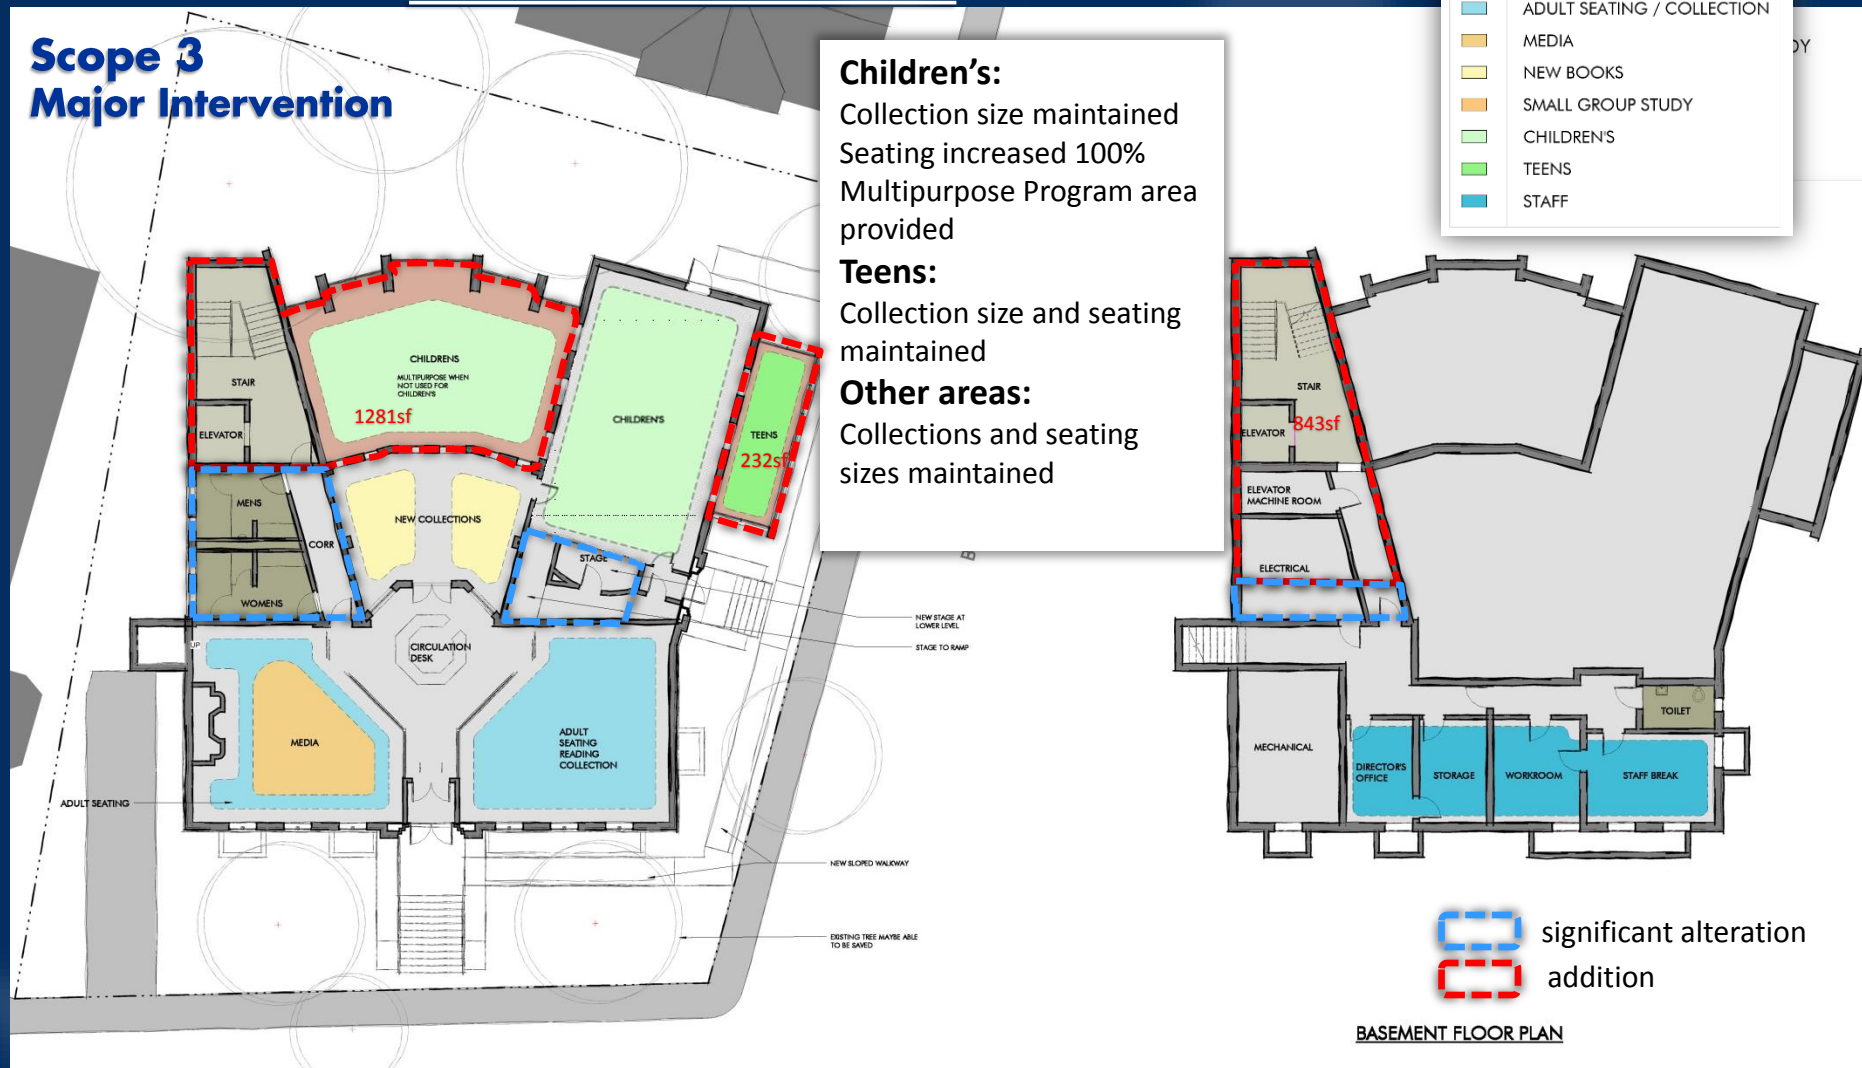 Scope 3
Major Intervention
Children's:
Collection size maintained
Seating increased 100%
Multipurpose Program area
provided
Teens:
Collection size and seating
maintained
Other areas:
Collections and seating
sizes maintained
ADULT SEATING / COLLECTION
MEDIA
NEW BOOKS
SMALL GROUP STUDY
CHILDREN'S
TEENS
STAFF
DY
CHILDRENS
MULTIPURPOSE WHEN
NOT USED FOR
CHILDREN'S
1281sf
STAIR
ELEVATOR
CHILDREN'S
TEENS
232sf
MENS
CORR
WOMENS
NEW COLLECTIONS
STAGE
UP
CIRCULATION
DESK
MEDIA
ADULT
SEATING
READING
COLLECTION
ADULT SEATING
NEW STAGE AT
LOWER LEVEL
STAGE TO RAMP
NEW SLOPED WALKWAY
EXISTING TREE MAYBE ABLE
TO BE SAVED
B
STAIR
ELEVATOR
843sf
ELEVATOR
MACHINE ROOM
ELECTRICAL
MECHANICAL
DIRECTOR'S
OFFICE
STORAGE
WORKROOM
STAFF BREAK
TOILET
significant alteration
addition
BASEMENT FLOOR PLAN